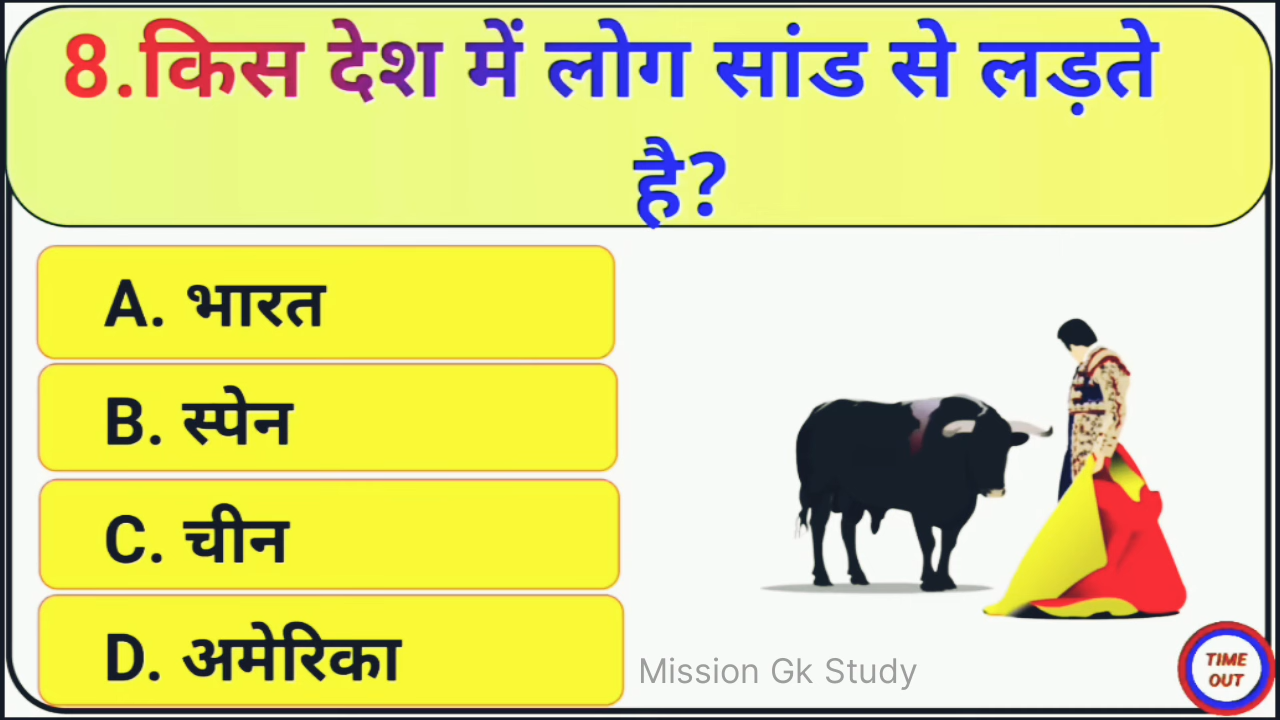 8.किस देश में लोग सांड से लड़ते
है?
A. भारत
B. स्पेन
C. चीन
D. अमेरिका
Mission Gk Study
TIME
OUT